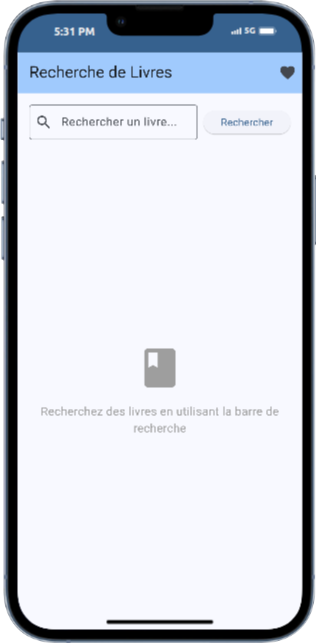 5:31 PM
5G
Recherche de Livres
Rechercher un livre...
Rechercher
Recherchez des livres en utilisant la barre de
recherche